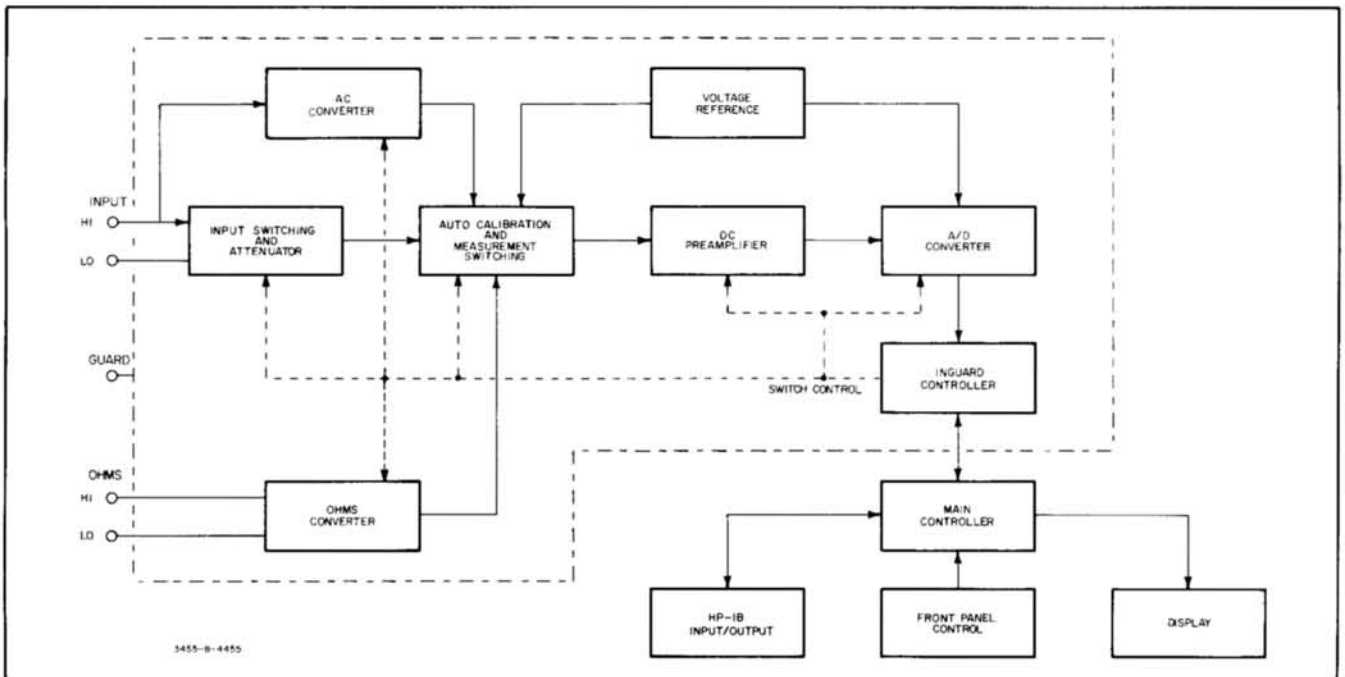 AC
CONVERTER
VOLTAGE
REFERENCE
INPUT
HI
LO
INPUT SWITCHING
AND
ATTENUATOR
AUTO CALIBRATION
AND
MEASUREMENT
SWITCHING
DC
PREAMPLIFIER
A/D
CONVERTER
GUARD
SWITCH CONTROL
INGUARD
CONTROLLER
OHMS
HI
LO
OHMS
CONVERTER
MAIN
CONTROLLER
HP-IB
INPUT/OUTPUT
FRONT PANEL
CONTROL
DISPLAY
3455-B-4455